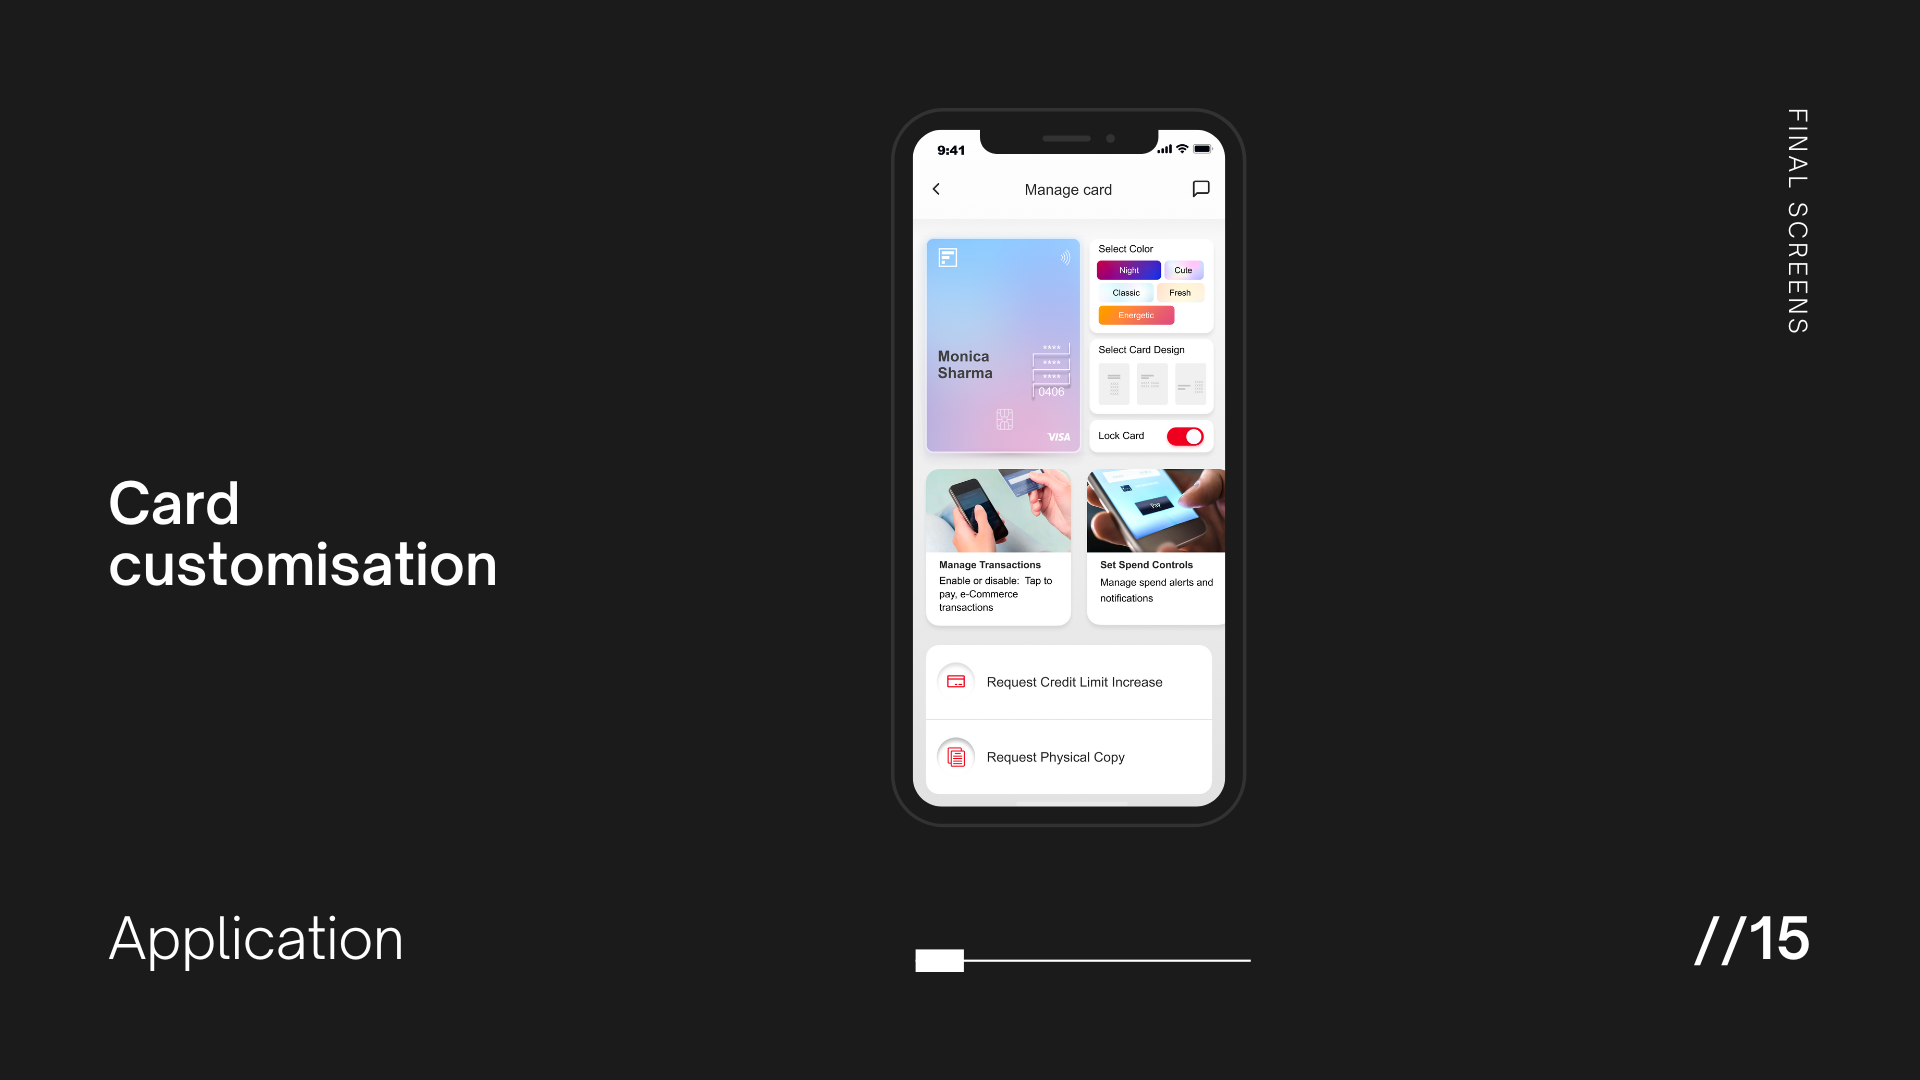 FINAL SCREENS
Card
customisation
9:41
Manage card
Monica
Sharma
****
****
****
0406
VISA
Select Color
Night
Cute
Classic
Fresh
Energetic
Select Card Design
Lock Card
Manage Transactions
Enable or disable: Tap to
pay, e-Commerce
transactions
Set Spend Controls
Manage spend alerts and
notifications
Request Credit Limit Increase
Request Physical Copy
Application
//15